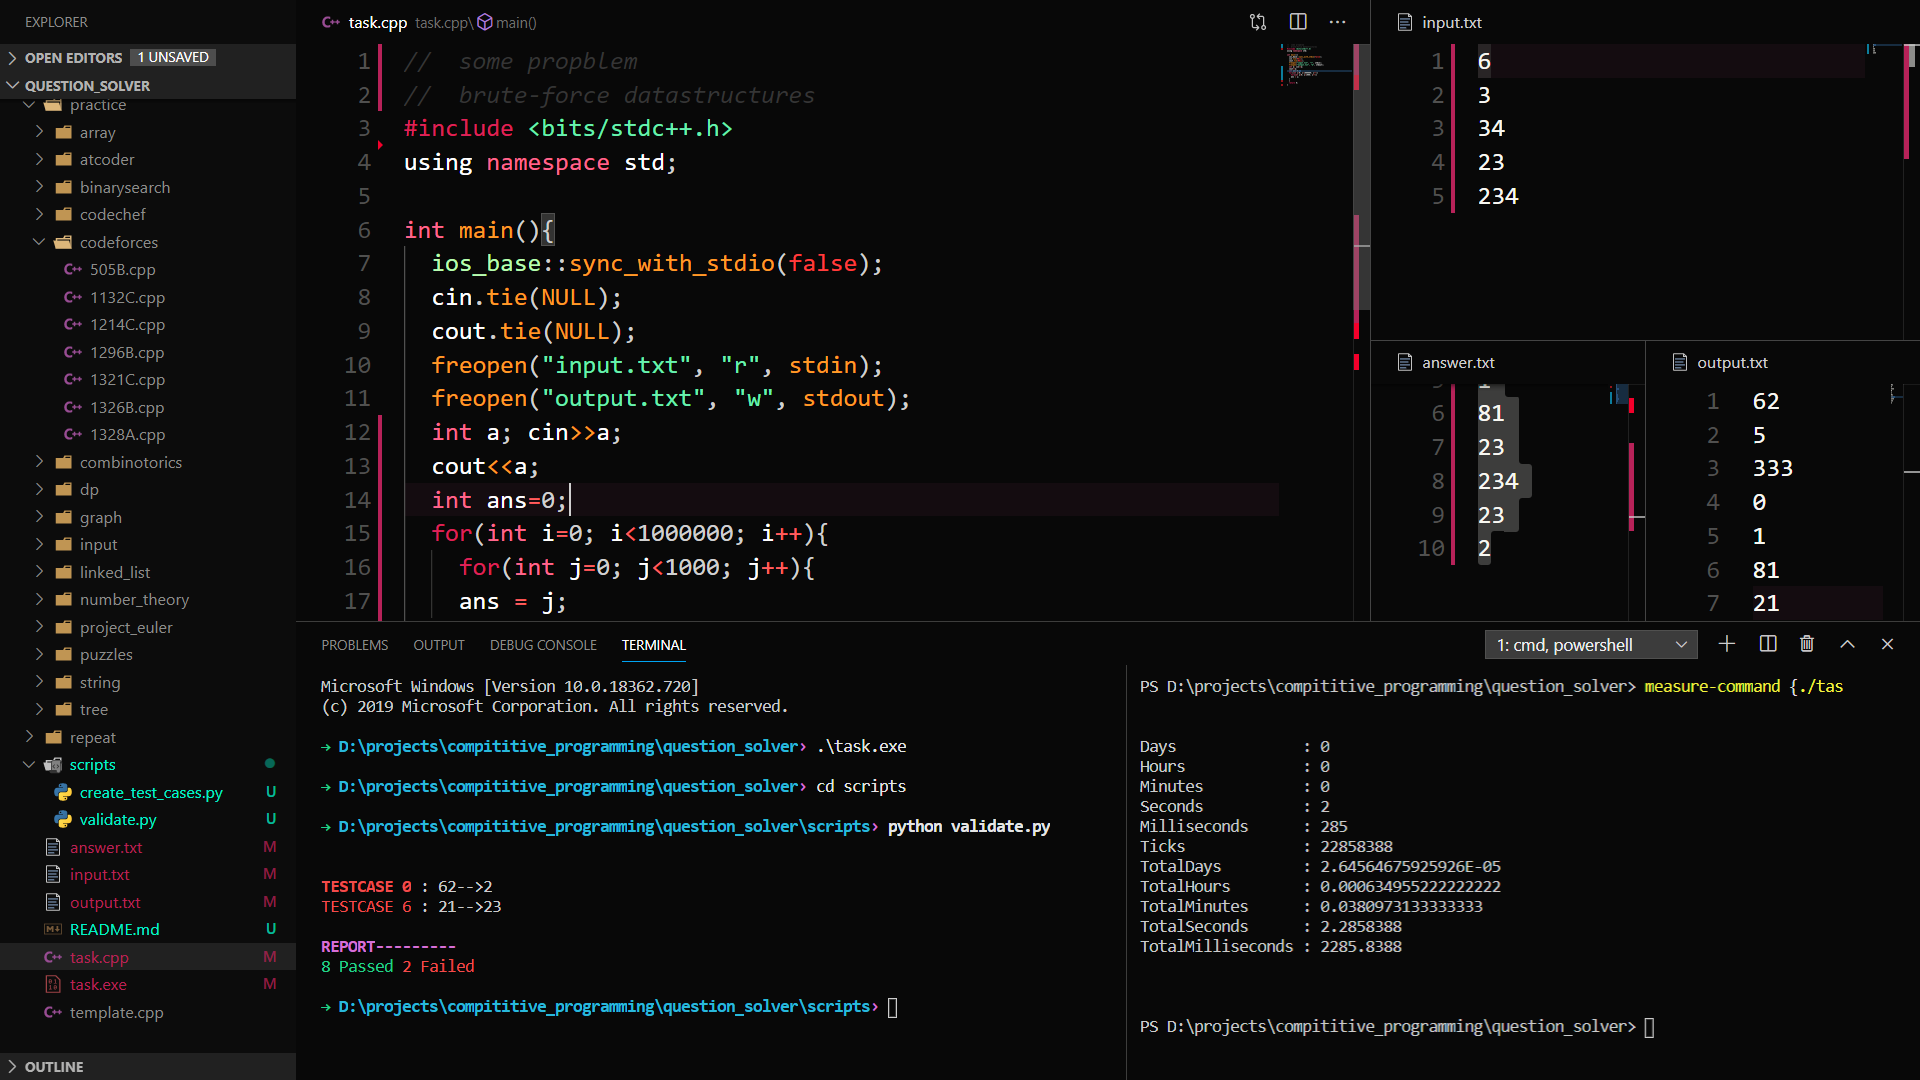 EXPLORER
OPEN EDITORS 1 UNSAVED
QUESTION_SOLVER
practice
array
atcoder
binarysearch
codechef
codeforces
505B.cpp
1132C.cpp
1214C.cpp
1296B.cpp
1321C.cpp
1326B.cpp
1328A.cpp
combinotorics
dp
graph
input
linked_list
number_theory
project_euler
puzzles
string
tree
repeat
scripts
create_test_cases.py U
validate.py U
answer.txt M
input.txt M
output.txt M
README.md U
task.cpp M
task.exe M
template.cpp
OUTLINE
task.cpp task.cpp\ main()
1 // some propblem
2 // brute-force datastructures
3 #include <bits/stdc++.h>
4 using namespace std;
5
6 int main(){
7 ios_base::sync_with_stdio(false);
8 cin.tie(NULL);
9 cout.tie(NULL);
10 freopen("input.txt", "r", stdin);
11 freopen("output.txt", "w", stdout);
12 int a; cin>>a;
13 cout<<a;
14 int ans=0;
15 for(int i=0; i<1000000; i++){
16 for(int j=0; j<1000; j++){
17 ans = j;
input.txt
1 6
2 3
3 34
4 23
5 234
answer.txt
6 81
7 23
8 234
9 23
10 2
output.txt
1 62
2 5
3 333
4 0
5 1
6 81
7 21
PROBLEMS OUTPUT DEBUG CONSOLE TERMINAL 1: cmd, powershell
Microsoft Windows [Version 10.0.18362.720]
(c) 2019 Microsoft Corporation. All rights reserved.
→ D:\projects\compititive_programming\question_solver› .\task.exe
→ D:\projects\compititive_programming\question_solver› cd scripts
→ D:\projects\compititive_programming\question_solver\scripts› python validate.py
TESTCASE 0 : 62-->2
TESTCASE 6 : 21-->23
REPORT---------
8 Passed 2 Failed
→ D:\projects\compititive_programming\question_solver\scripts›
PS D:\projects\compititive_programming\question_solver> measure-command {./tas
Days : 0
Hours : 0
Minutes : 0
Seconds : 2
Milliseconds : 285
Ticks : 22858388
TotalDays : 2.64564675925926E-05
TotalHours : 0.000634955222222222
TotalMinutes : 0.0380973133333333
TotalSeconds : 2.2858388
TotalMilliseconds : 2285.8388
PS D:\projects\compititive_programming\question_solver>